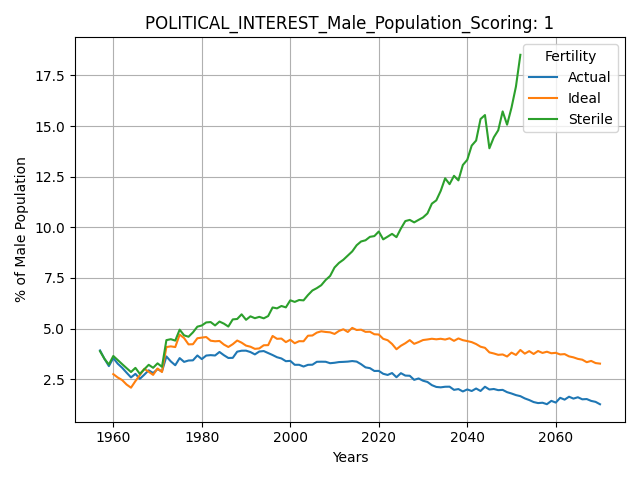 POLITICAL_INTEREST_Male_Population_Scoring: 1
Fertility
Actual
Ideal
Sterile
% of Male Population
17.5
15.0
12.5
10.0
7.5
5.0
2.5
1960 1980 2000 2020 2040 2060
Years